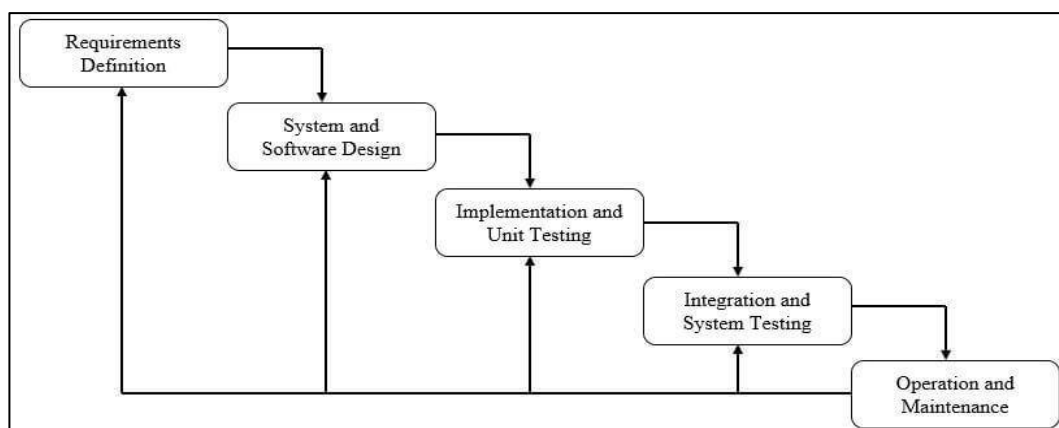 Requirements
Definition
System and
Software Design
Implementation and
Unit Testing
Integration and
System Testing
Operation and
Maintenance